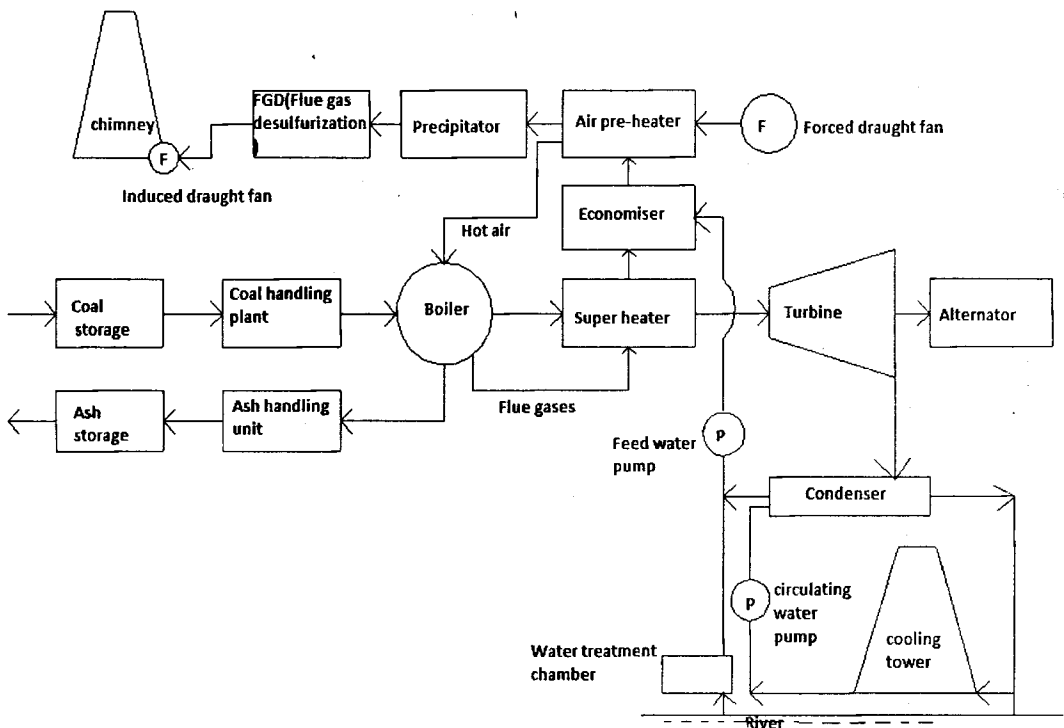 FGD(Flue gas
desulfurization
chimney
F
Induced draught fan
Precipitator
Air pre-heater
F
Forced draught fan
Economiser
Hot air
Coal
storage
Coal handling
plant
Boiler
Super heater
Turbine
Alternator
Flue gases
Ash
storage
Ash handling
unit
Feed water
pump
p
Condenser
p
circulating
water
pump
cooling
tower
Water treatment
chamber
River